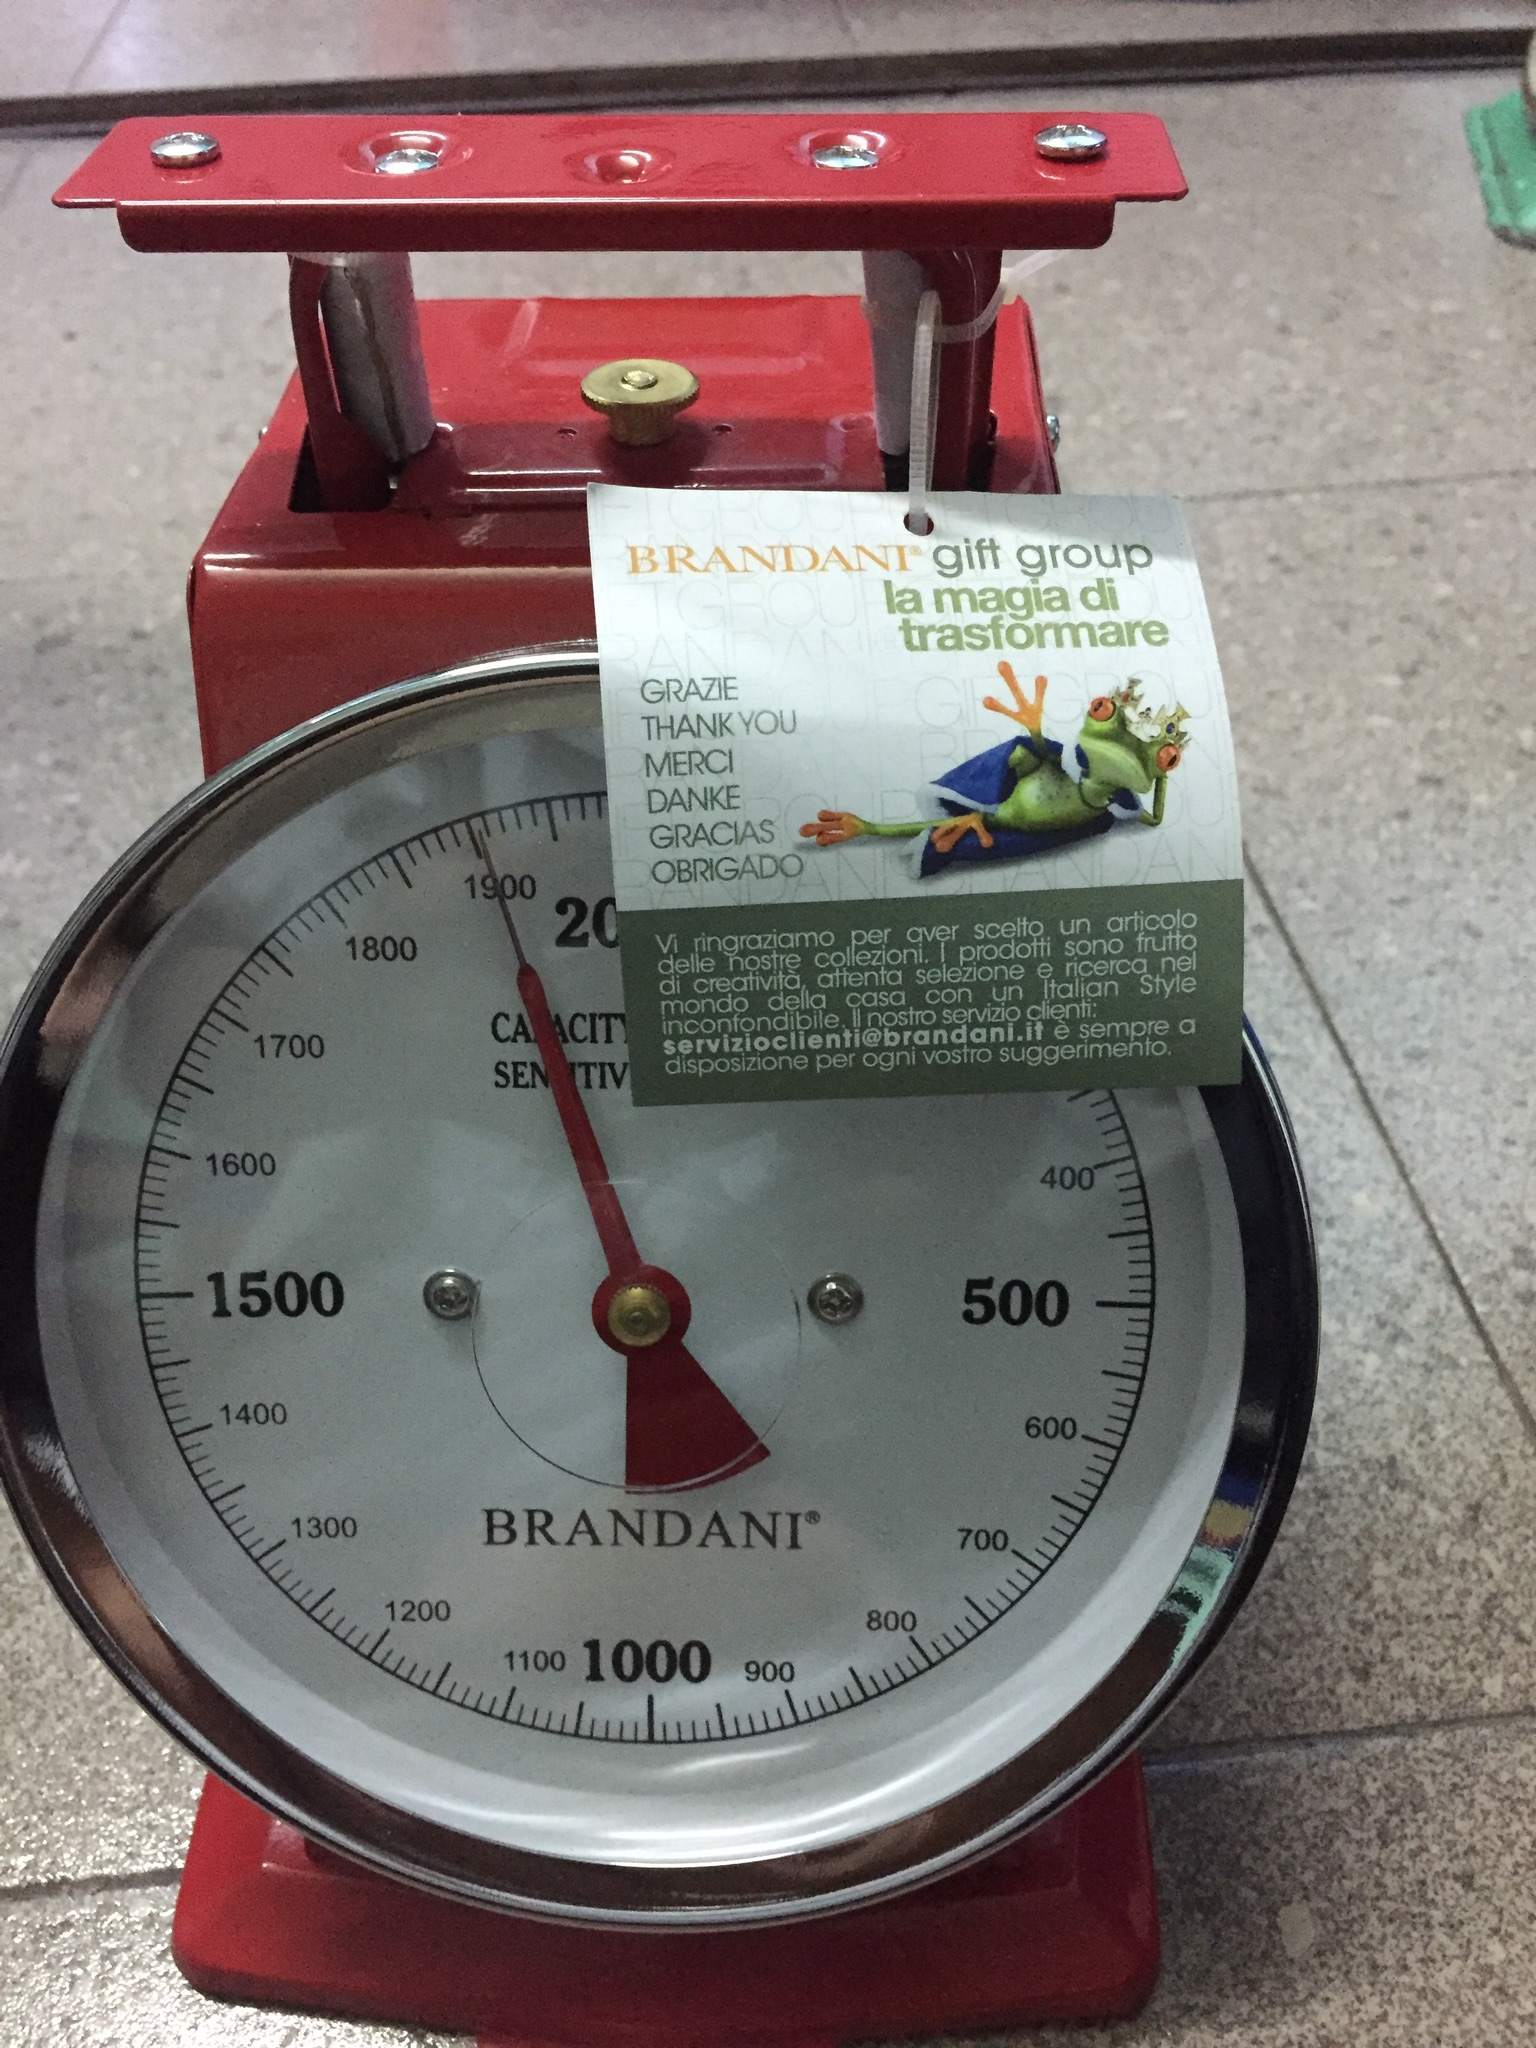 BRANDANI® gift group
la magia di
trasformare
GRAZIE
THANK YOU
MERCI
DANKE
GRACIAS
OBRIGADO
Vi ringraziamo per aver scelto un articolo
delle nostre collezioni. I prodotti sono frutto
di creatività, attenta selezione e ricerca nel
mondo della casa con un Italian Style
inconfondibile. Il nostro servizio clienti:
servizioclienti@brandani.it è sempre a
disposizione per ogni vostro suggerimento.
1900
1800
1700
1600
1500
1400
1300
1200
1100
1000
900
800
700
600
500
400
BRANDANI®